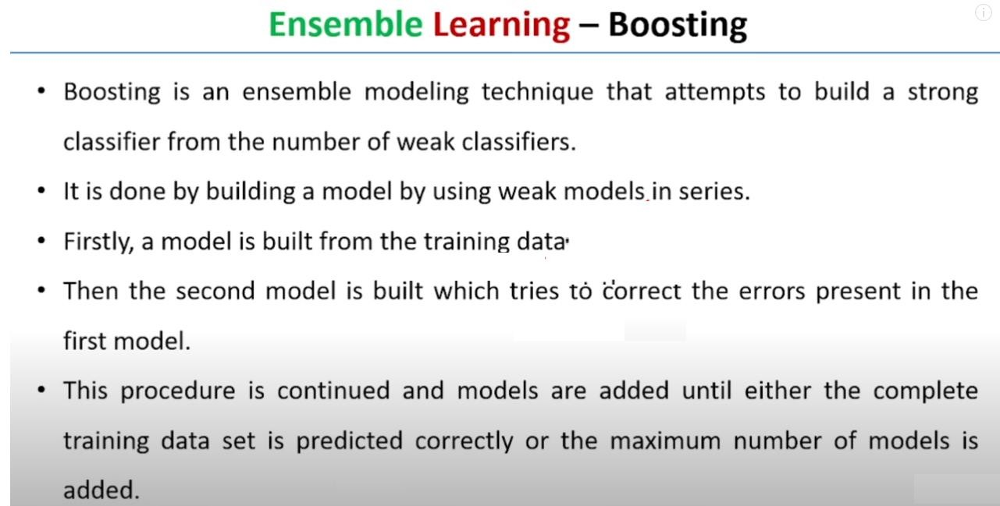 Ensemble Learning – Boosting
• Boosting is an ensemble modeling technique that attempts to build a strong
classifier from the number of weak classifiers.
• It is done by building a model by using weak models in series.
• Firstly, a model is built from the training data
• Then the second model is built which tries to correct the errors present in the
first model.
• This procedure is continued and models are added until either the complete
training data set is predicted correctly or the maximum number of models is
added.